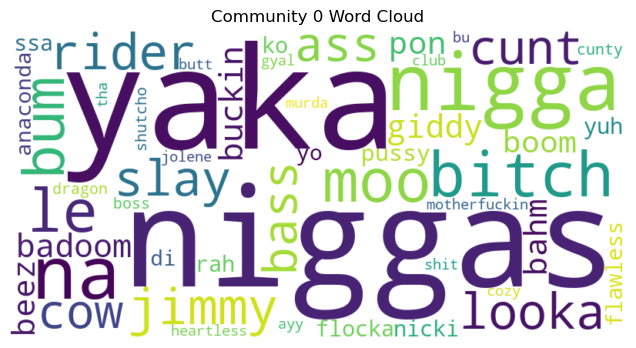 Community 0 Word Cloud
ssa rider ko ass pon bu cunt cunty
anaconda butt gyal club
bum tha shutcho yaka buckin murda nigga
giddy boom yuh
jolene yo pussy
dragon slay bass moo bitch
le boss motherfuckin
niggas
badoom di rah bahm flawless
beez na shit cozy
cow jimmy looka
heartless ayy flocka nicki